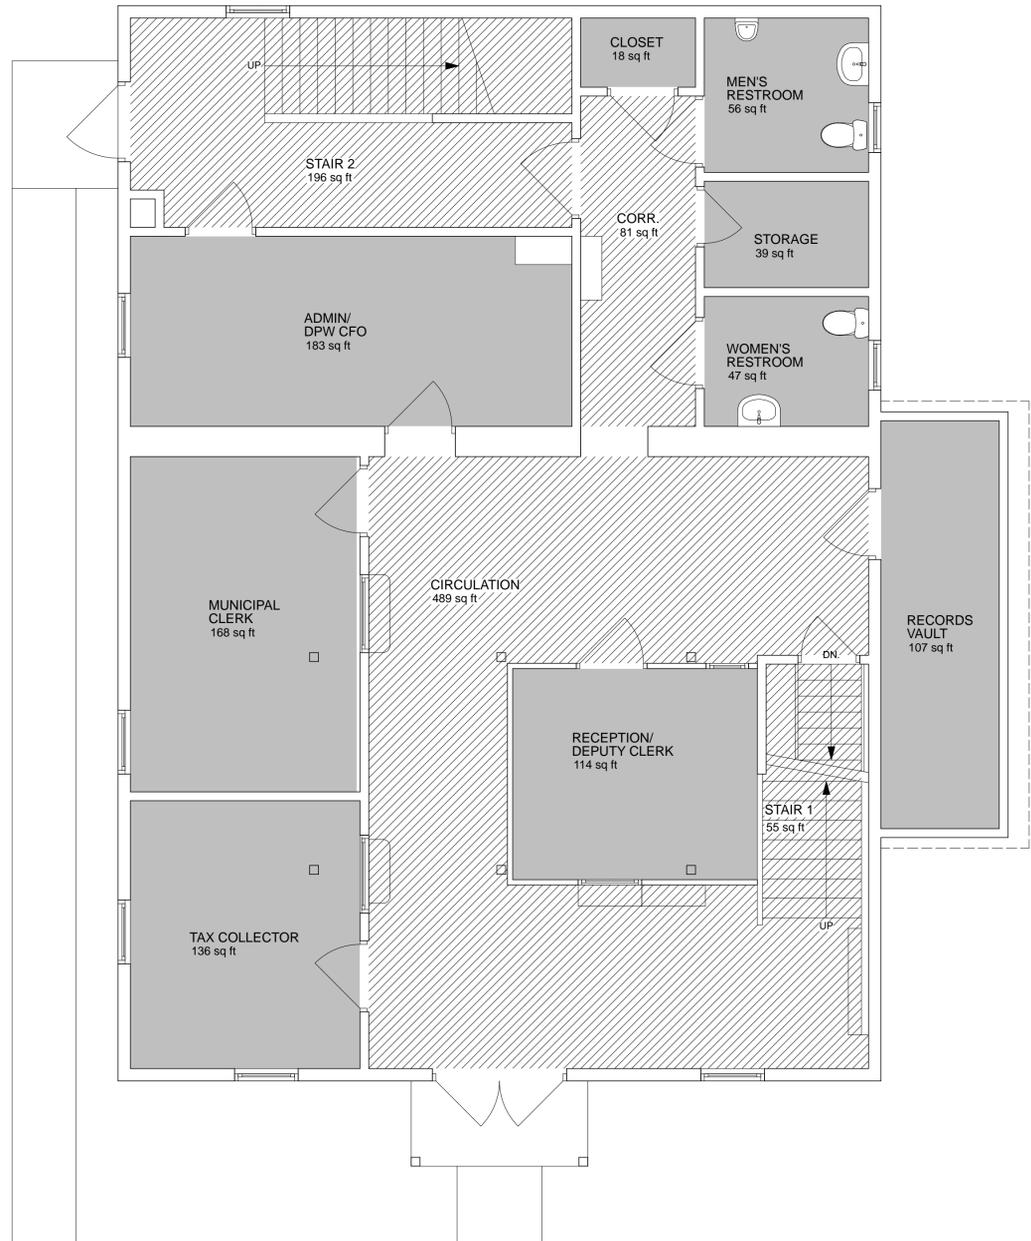 CLOSET
18 sq ft
UP
MEN'S
RESTROOM
56 sq ft
STAIR 2
196 sq ft
CORR.
81 sq ft
STORAGE
39 sq ft
ADMIN/
DPW CFO
183 sq ft
WOMEN'S
RESTROOM
47 sq ft
CIRCULATION
489 sq ft
MUNICIPAL
CLERK
168 sq ft
RECORDS
VAULT
107 sq ft
DN.
RECEPTION/
DEPUTY CLERK
114 sq ft
STAIR 1
55 sq ft
UP
TAX COLLECTOR
136 sq ft